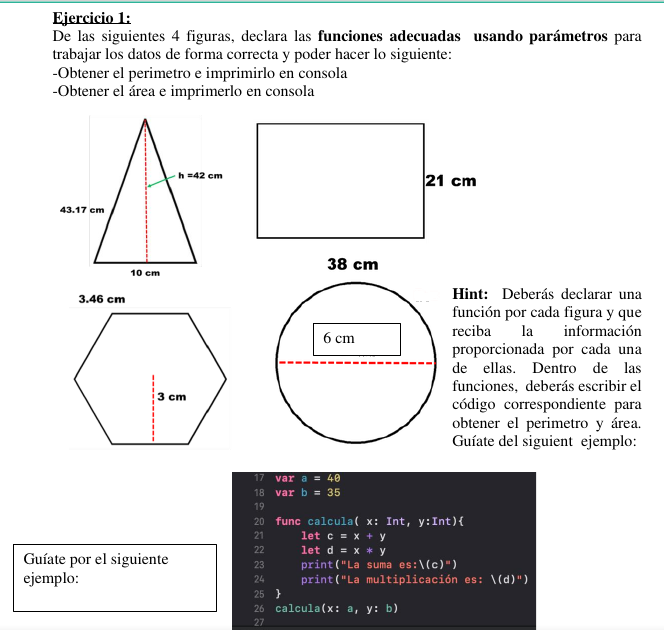 Ejercicio 1:
De las siguientes 4 figuras, declara las funciones adecuadas usando parámetros para
trabajar los datos de forma correcta y poder hacer lo siguiente:
-Obtener el perimetro e imprimirlo en consola
-Obtener el área e imprimerlo en consola
h =42 cm
43.17 cm
10 cm
21 cm
38 cm
3.46 cm
3 cm
6 cm
Hint: Deberás declarar una
función por cada figura y que
reciba la información
proporcionada por cada una
de ellas. Dentro de las
funciones, deberás escribir el
código correspondiente para
obtener el perimetro y área.
Guíate del siguient ejemplo:
Guíate por el siguiente
ejemplo:
17 var a = 40
18 var b = 35
19
20 func calcula( x: Int, y:Int){
21 let c = x + y
22 let d = x * y
23 print("La suma es:\(c)")
24 print("La multiplicación es: \(d)")
25 }
26 calcula(x: a, y: b)
27